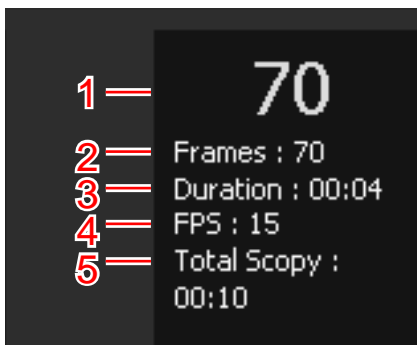 1 70
2 Frames : 70
3 Duration : 00:04
4 FPS : 15
5 Total Scopy :
00:10